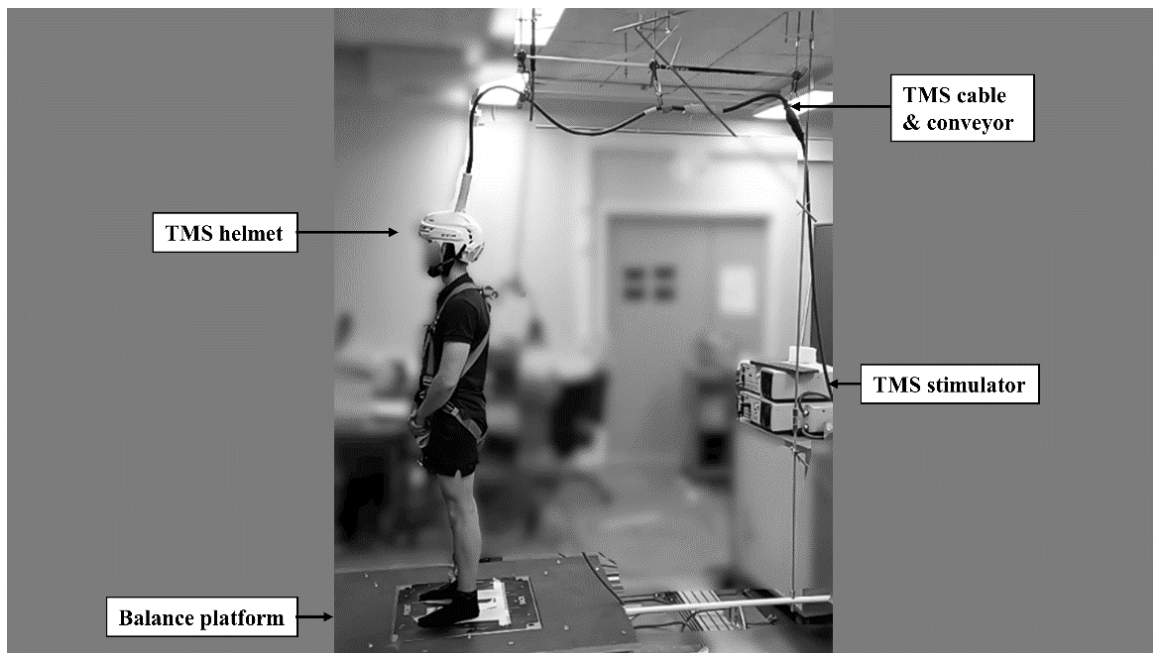 TMS cable
& conveyor
TMS helmet
TMS stimulator
Balance platform